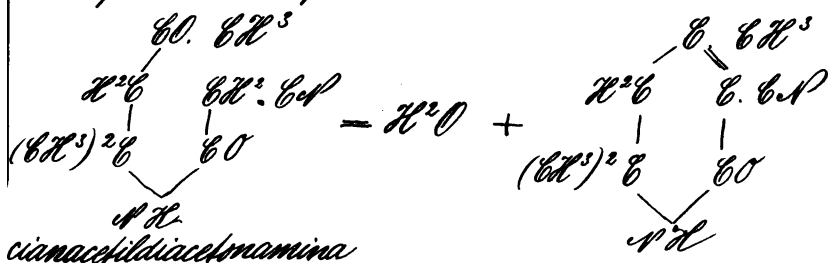 CO. CH³ C. CH³
H²C CH². CN H²C C. CN
= H²O +
(CH³)²C CO (CH³)²C CO
NH NH
cianacetildiacetonamina